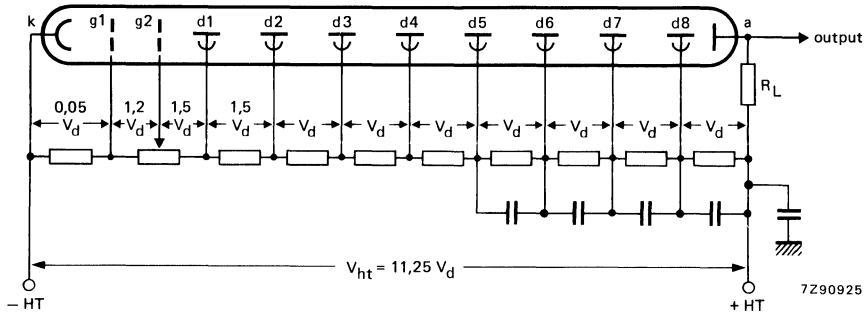 k g1 g2 d1 d2 d3 d4 d5 d6 d7 d8 a
output
R_L
0,05 1,2 1,5 1,5
V_d V_d V_d V_d V_d V_d V_d V_d V_d V_d V_d
V_ht = 11,25 V_d
− HT + HT
7Z90925